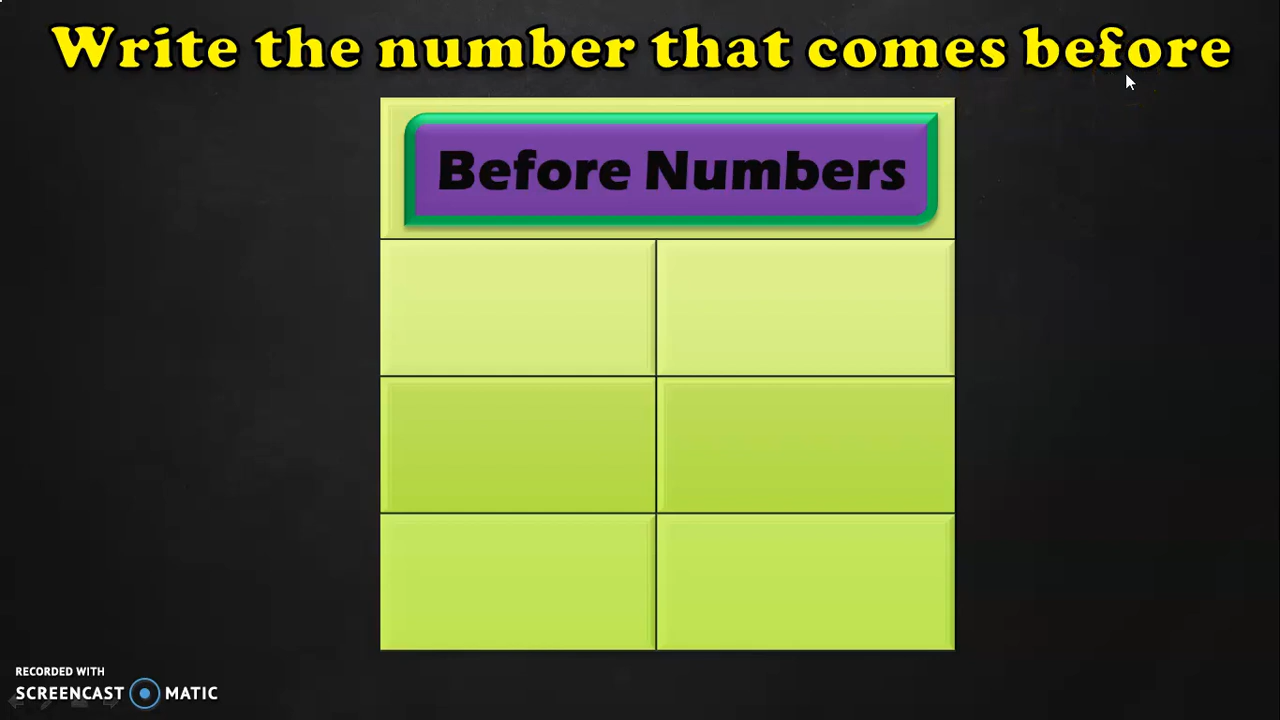 Write the number that comes before
Before Numbers
RECORDED WITH
SCREENCAST MATIC